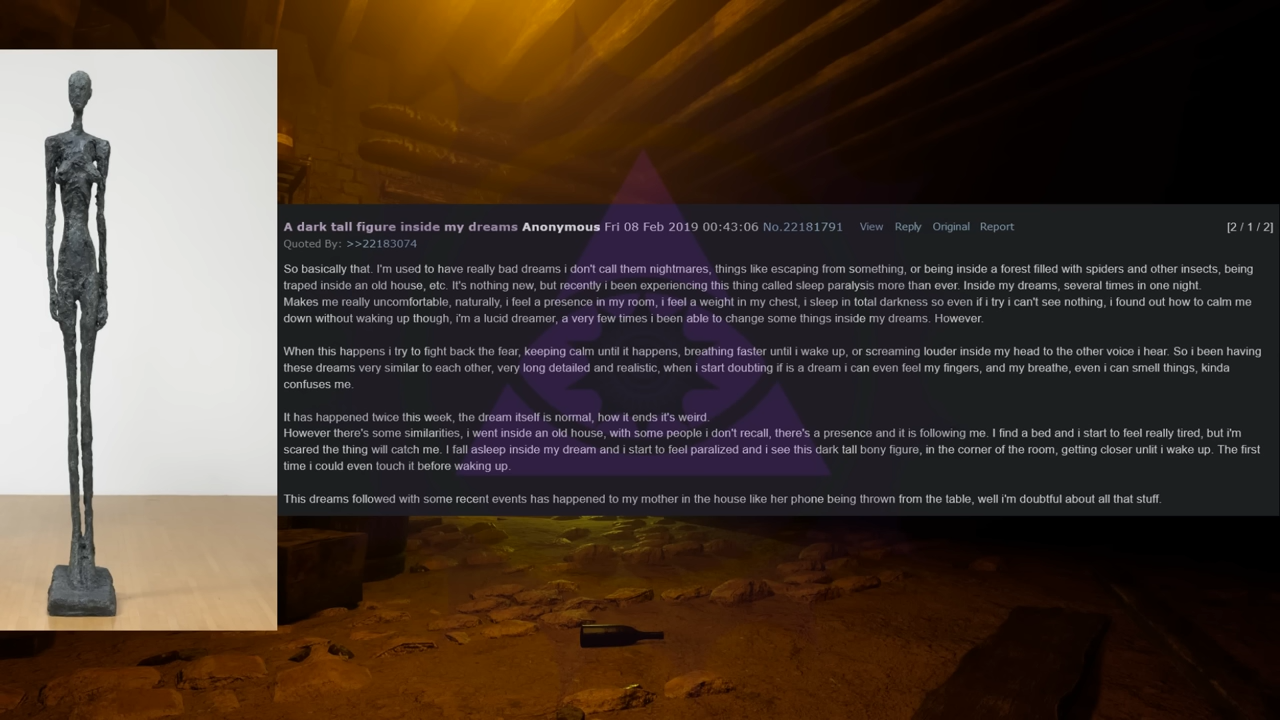 A dark tall figure inside my dreams Anonymous Fri 08 Feb 2019 00:43:06 No.22181791 View Reply Original Report [2 / 1 / 2]
Quoted By: >>22183074
So basically that. I'm used to have really bad dreams i don't call them nightmares, things like escaping from something, or being inside a forest filled with spiders and other insects, being
traped inside an old house, etc. It's nothing new, but recently i been experiencing this thing called sleep paralysis more than ever. Inside my dreams, several times in one night.
Makes me really uncomfortable, naturally, i feel a presence in my room, i feel a weight in my chest, i sleep in total darkness so even if i try i can't see nothing, i found out how to calm me
down without waking up though, i'm a lucid dreamer, a very few times i been able to change some things inside my dreams. However.
When this happens i try to fight back the fear, keeping calm until it happens, breathing faster until i wake up, or screaming louder inside my head to the other voice i hear. So i been having
these dreams very similar to each other, very long detailed and realistic, when i start doubting if is a dream i can even feel my fingers, and my breathe, even i can smell things, kinda
confuses me.
It has happened twice this week, the dream itself is normal, how it ends it's weird.
However there's some similarities, i went inside an old house, with some people i don't recall, there's a presence and it is following me. I find a bed and i start to feel really tired, but i'm
scared the thing will catch me. I fall asleep inside my dream and i start to feel paralized and i see this dark tall bony figure, in the corner of the room, getting closer unlit i wake up. The first
time i could even touch it before waking up.
This dreams followed with some recent events has happened to my mother in the house like her phone being thrown from the table, well i'm doubtful about all that stuff.